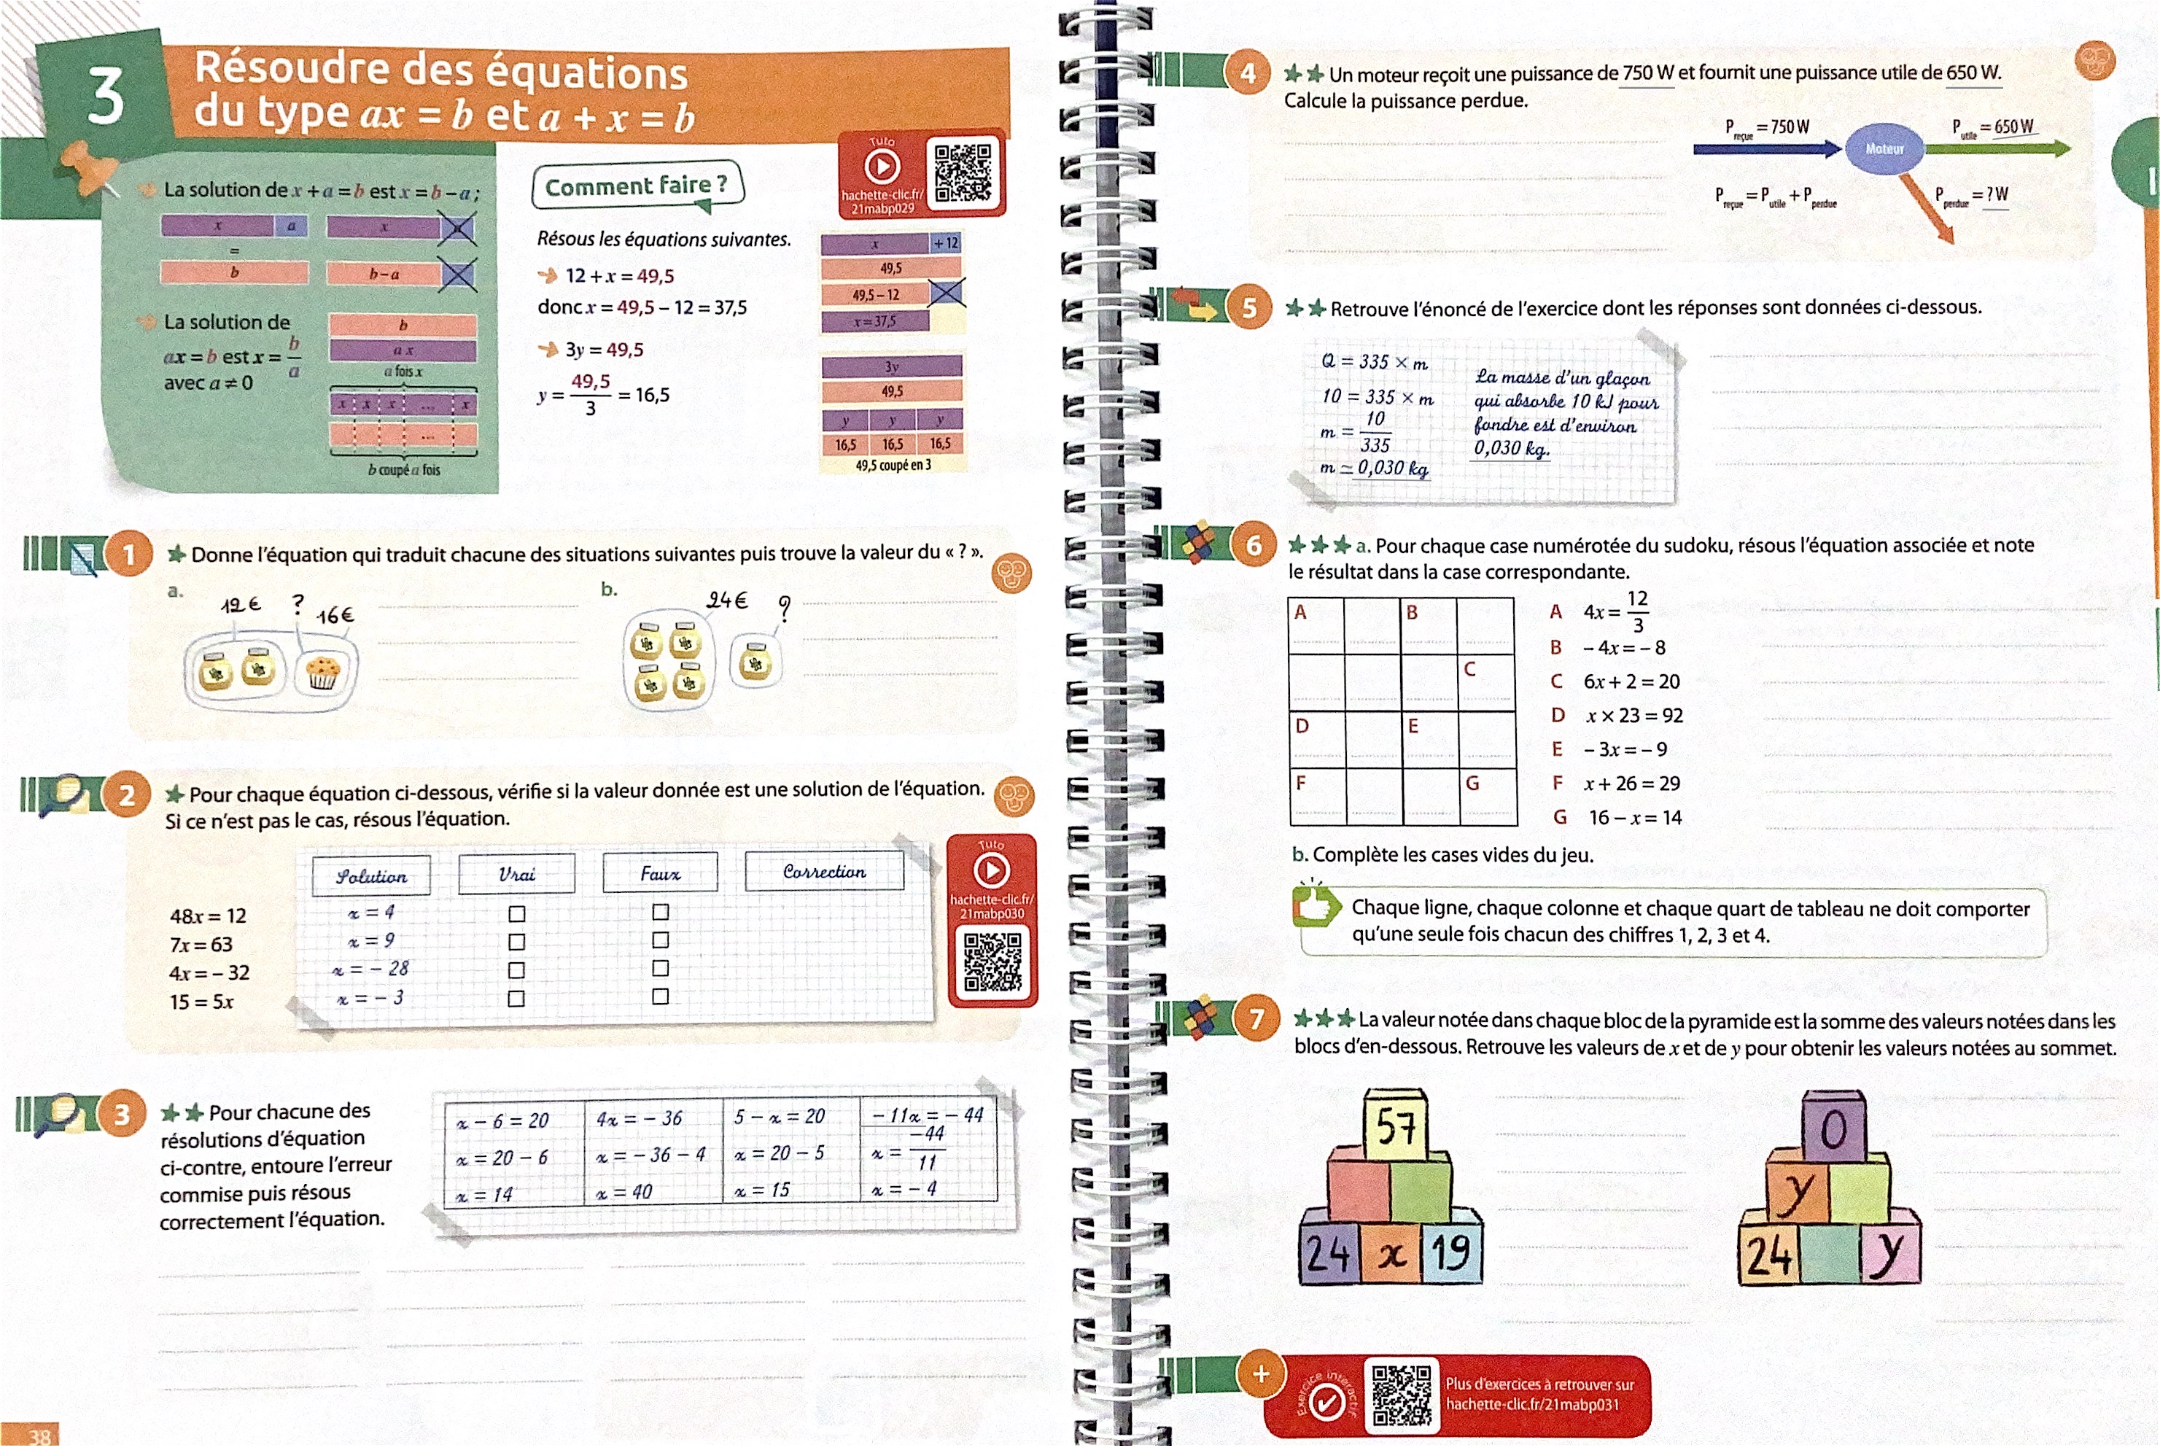 3
Résoudre des équations
du type ax = b et a + x = b
La solution de x + a = b est x = b – a ;
x a x
=
b b – a
La solution de
ax = b est x = b/a
avec a ≠ 0
b
a x
a fois x
x x x ... x
...
b coupé a fois
Comment faire ?
Tuto
hachette-clic.fr/
21mabp029
Résous les équations suivantes.
12 + x = 49,5
donc x = 49,5 – 12 = 37,5
3y = 49,5
y = 49,5/3 = 16,5
x + 12
49,5
49,5 – 12
x = 37,5
3y
49,5
y y y
16,5 16,5 16,5
49,5 coupé en 3
1
Donne l'équation qui traduit chacune des situations suivantes puis trouve la valeur du « ? ».
a.
12 € ? 16 €
b.
24 € ?
2
Pour chaque équation ci-dessous, vérifie si la valeur donnée est une solution de l'équation.
Si ce n'est pas le cas, résous l'équation.
Solution Vrai Faux Correction
48x = 12 x = 4
7x = 63 x = 9
4x = – 32 x = – 28
15 = 5x x = – 3
Tuto
hachette-clic.fr/
21mabp030
3
Pour chacune des
résolutions d'équation
ci-contre, entoure l'erreur
commise puis résous
correctement l'équation.
x – 6 = 20 4x = – 36 5 – x = 20 – 11x = – 44
x = 20 – 6 x = – 36 – 4 x = 20 – 5 x = –44/11
x = 14 x = 40 x = 15 x = – 4
38
4
Un moteur reçoit une puissance de 750 W et fournit une puissance utile de 650 W.
Calcule la puissance perdue.
P reçue = 750 W
Moteur
P utile = 650 W
P reçue = P utile + P perdue
P perdue = ? W
5
Retrouve l'énoncé de l'exercice dont les réponses sont données ci-dessous.
Q = 335 × m
10 = 335 × m
m = 10/335
m ≃ 0,030 kg
La masse d'un glaçon
qui absorbe 10 kJ pour
fondre est d'environ
0,030 kg.
6
a. Pour chaque case numérotée du sudoku, résous l'équation associée et note
le résultat dans la case correspondante.
A B
C
D E
F G
A 4x = 12/3
B – 4x = – 8
C 6x + 2 = 20
D x × 23 = 92
E – 3x = – 9
F x + 26 = 29
G 16 – x = 14
b. Complète les cases vides du jeu.
Chaque ligne, chaque colonne et chaque quart de tableau ne doit comporter
qu'une seule fois chacun des chiffres 1, 2, 3 et 4.
7
La valeur notée dans chaque bloc de la pyramide est la somme des valeurs notées dans les
blocs d'en-dessous. Retrouve les valeurs de x et de y pour obtenir les valeurs notées au sommet.
57
24 x 19
0
y
24 y
+
Exercice interactif
Plus d'exercices à retrouver sur
hachette-clic.fr/21mabp031